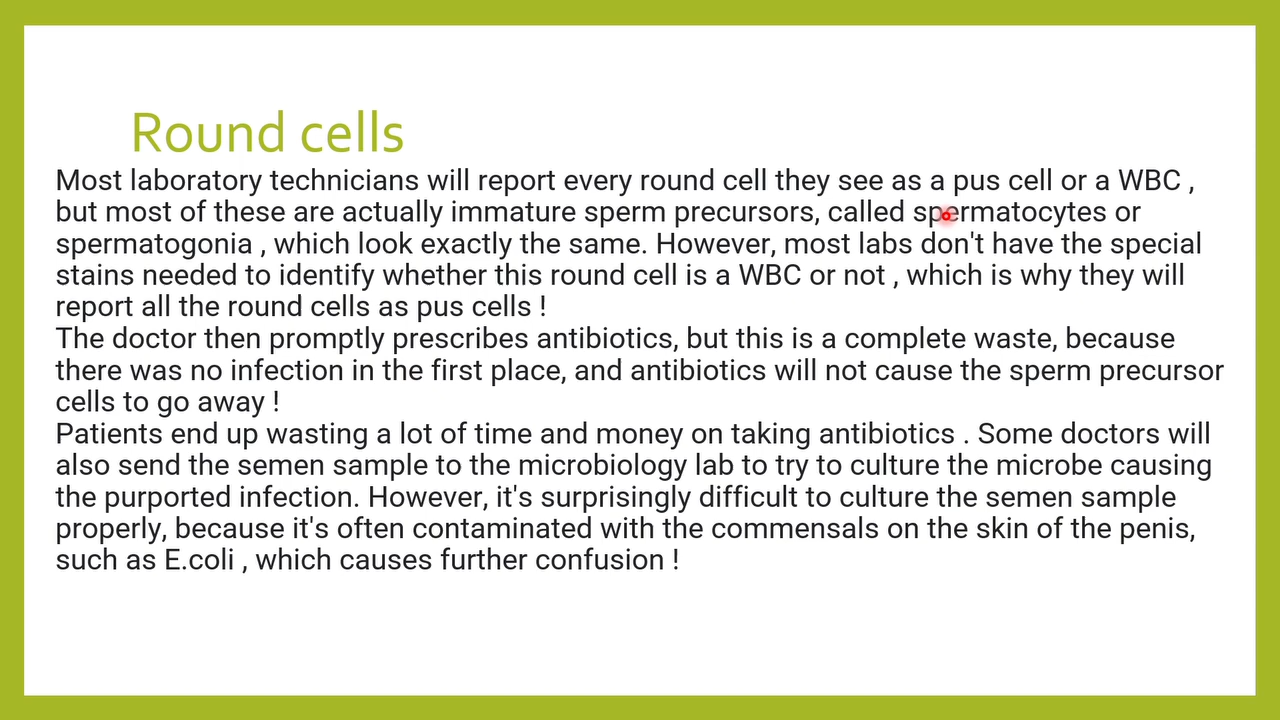 Round cells
Most laboratory technicians will report every round cell they see as a pus cell or a WBC ,
but most of these are actually immature sperm precursors, called spermatocytes or
spermatogonia , which look exactly the same. However, most labs don't have the special
stains needed to identify whether this round cell is a WBC or not , which is why they will
report all the round cells as pus cells !
The doctor then promptly prescribes antibiotics, but this is a complete waste, because
there was no infection in the first place, and antibiotics will not cause the sperm precursor
cells to go away !
Patients end up wasting a lot of time and money on taking antibiotics . Some doctors will
also send the semen sample to the microbiology lab to try to culture the microbe causing
the purported infection. However, it's surprisingly difficult to culture the semen sample
properly, because it's often contaminated with the commensals on the skin of the penis,
such as E.coli , which causes further confusion !